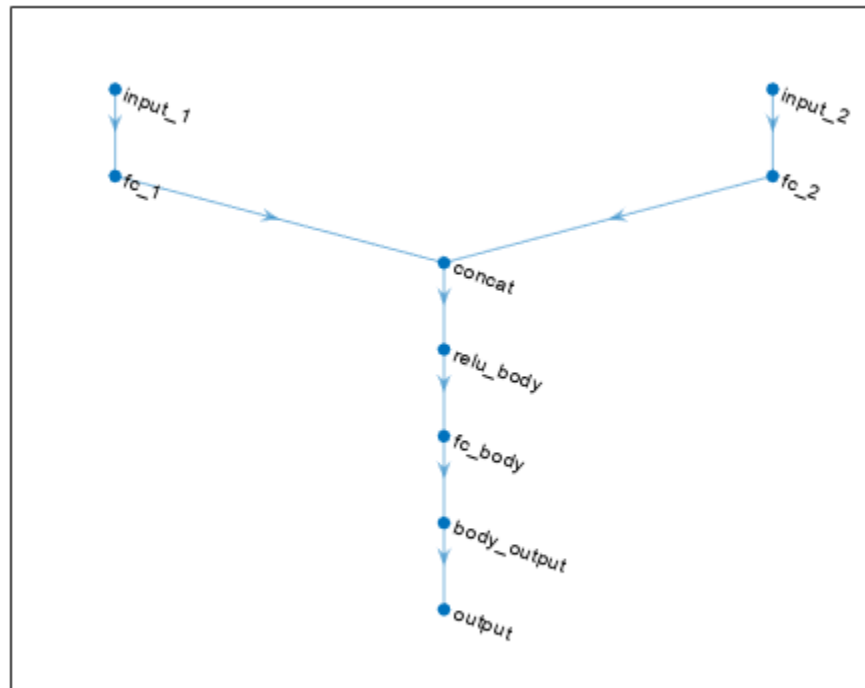 input_1
input_2
fc_1
fc_2
concat
relu_body
fc_body
body_output
output